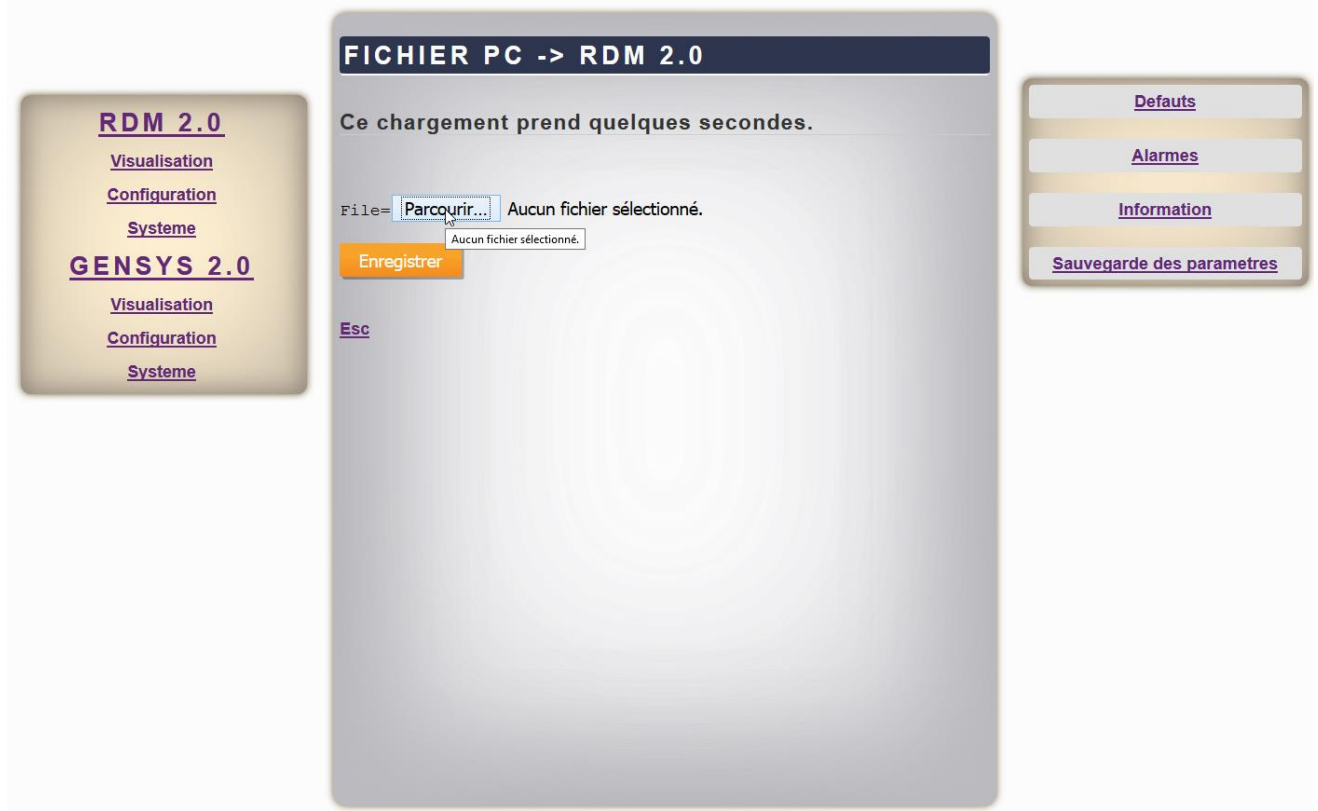 RDM 2.0
Visualisation
Configuration
Systeme
GENSYS 2.0
Visualisation
Configuration
Systeme
FICHIER PC -> RDM 2.0
Ce chargement prend quelques secondes.
File= Parcourir... Aucun fichier sélectionné.
Aucun fichier sélectionné.
Enregistrer
Esc
Defauts
Alarmes
Information
Sauvegarde des parametres